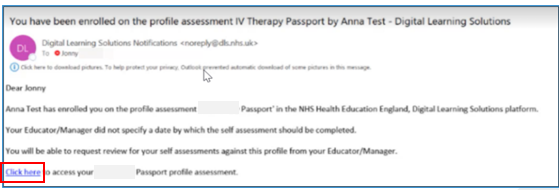 You have been enrolled on the profile assessment IV Therapy Passport by Anna Test - Digital Learning Solutions
DL
Digital Learning Solutions Notifications <noreply@dls.nhs.uk>
To Jonny
Click here to download pictures. To help protect your privacy, Outlook prevented automatic download of some pictures in this message.
Dear Jonny
Anna Test has enrolled you on the profile assessment Passport' in the NHS Health Education England, Digital Learning Solutions platform.
Your Educator/Manager did not specify a date by which the self assessment should be completed.
You will be able to request review for your self assessments against this profile from your Educator/Manager.
Click here to access your Passport profile assessment.